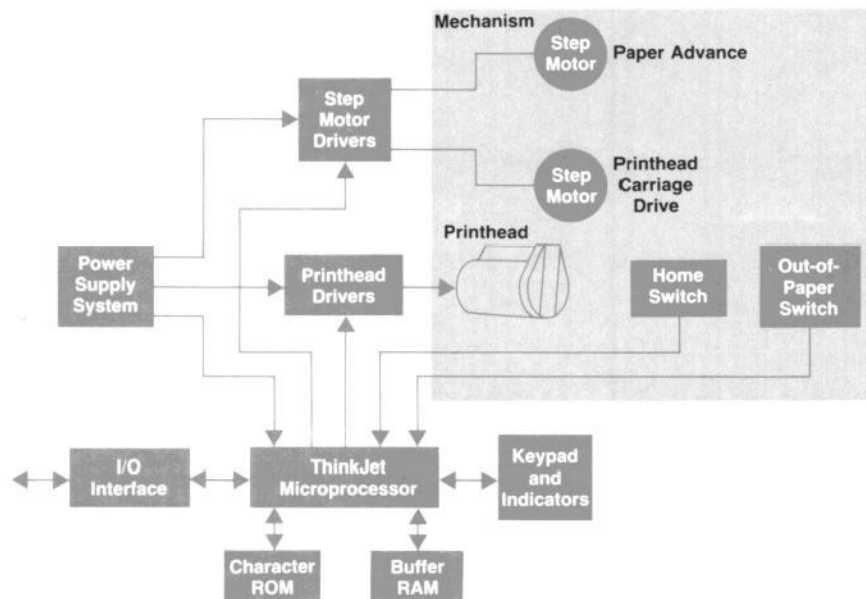 Mechanism
Step
Motor
Paper Advance
Step
Motor
Drivers
Step
Motor
Printhead
Carriage
Drive
Printhead
Power
Supply
System
Printhead
Drivers
Home
Switch
Out-of-
Paper
Switch
I/O
Interface
ThinkJet
Microprocessor
Keypad
and
Indicators
Character
ROM
Buffer
RAM